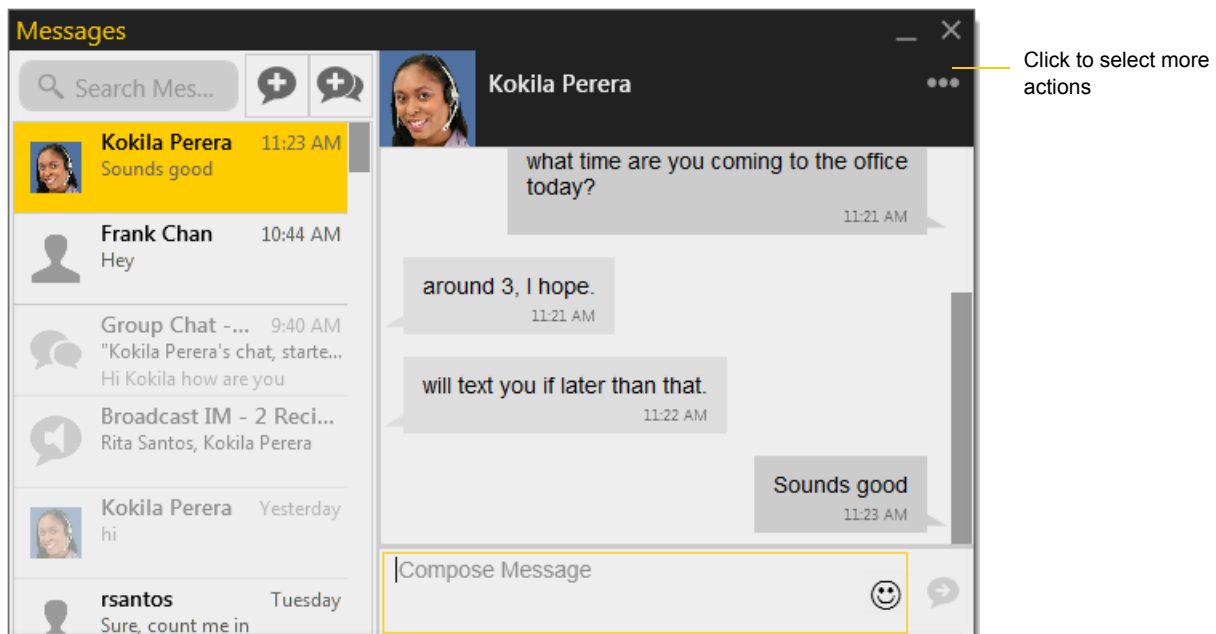 Messages
Search Mes...
Kokila Perera 11:23 AM
Sounds good
Frank Chan 10:44 AM
Hey
Group Chat -... 9:40 AM
"Kokila Perera's chat, starte...
Hi Kokila how are you
Broadcast IM - 2 Reci...
Rita Santos, Kokila Perera
Kokila Perera Yesterday
hi
rsantos Tuesday
Sure, count me in
Kokila Perera
what time are you coming to the office
today?
11:21 AM
around 3, I hope.
11:21 AM
will text you if later than that.
11:22 AM
Sounds good
11:23 AM
Compose Message
Click to select more
actions